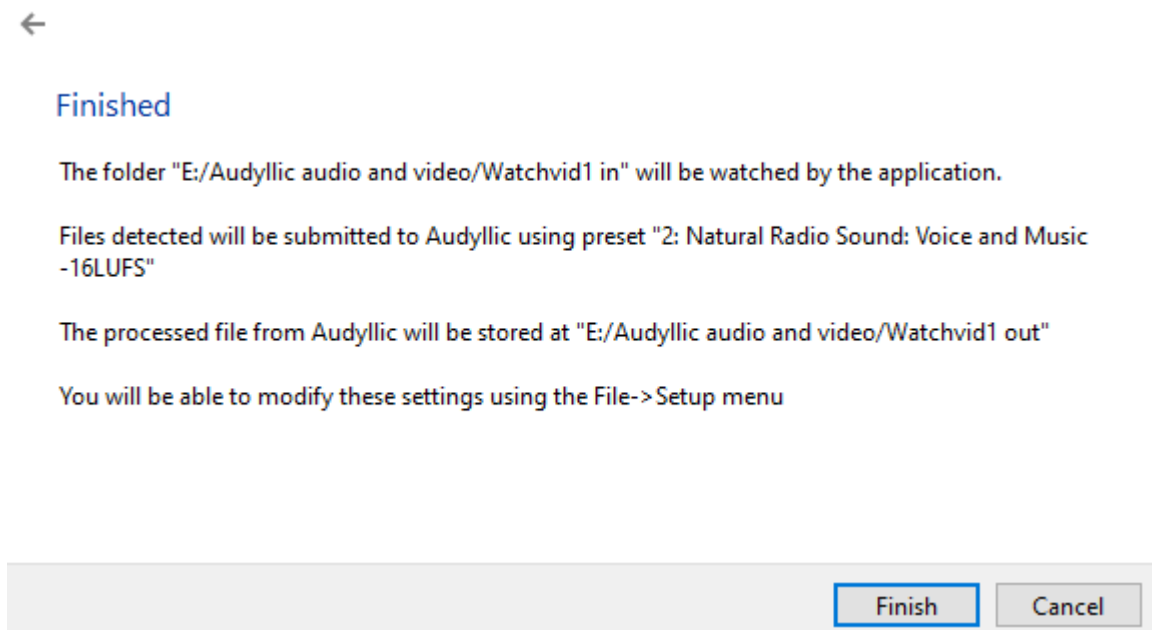 Finished
The folder "E:/Audyllic audio and video/Watchvid1 in" will be watched by the application.
Files detected will be submitted to Audyllic using preset "2: Natural Radio Sound: Voice and Music
-16LUFS"
The processed file from Audyllic will be stored at "E:/Audyllic audio and video/Watchvid1 out"
You will be able to modify these settings using the File->Setup menu
Finish
Cancel